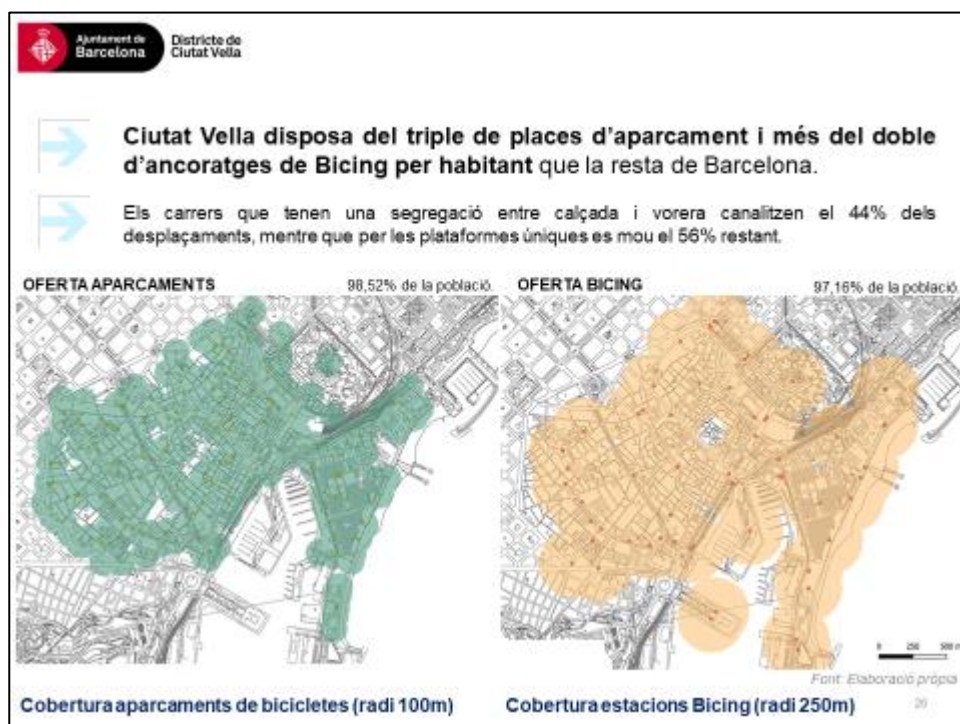 Ajuntament de
Barcelona
Districte de
Ciutat Vella
Ciutat Vella disposa del triple de places d'aparcament i més del doble
d'ancoratges de Bicing per habitant que la resta de Barcelona.
Els carrers que tenen una segregació entre calçada i vorera canalitzen el 44% dels
desplaçaments, mentre que per les plataformes úniques es mou el 56% restant.
OFERTA APARCAMENTS
98,52% de la població.
OFERTA BICING
97,16% de la població.
0 250 500 m
Font: Elaboració pròpia
Cobertura aparcaments de bicicletes (radi 100m)
Cobertura estacions Bicing (radi 250m)
20